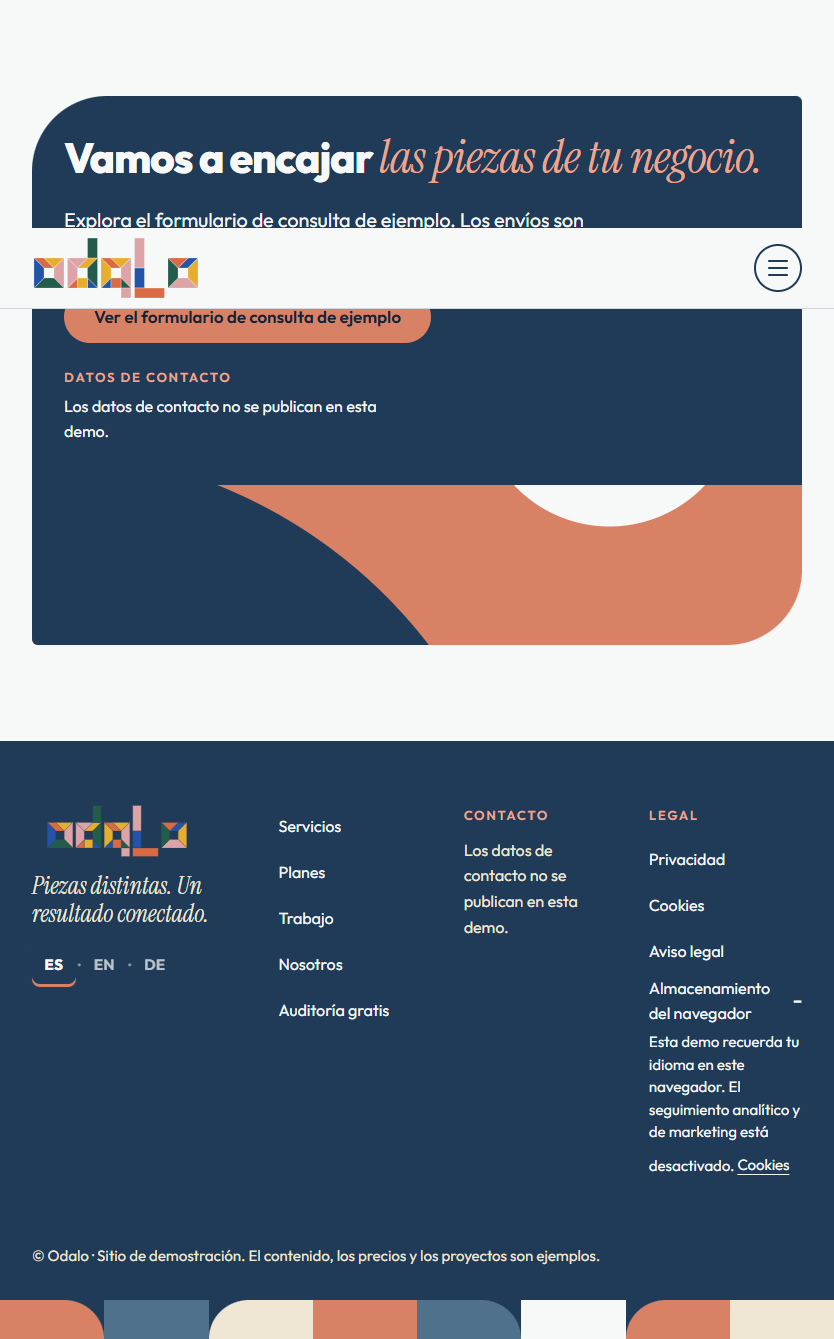 Vamos a encajar las piezas de tu negocio.
Explora el formulario de consulta de ejemplo. Los envíos son
odalo
Ver el formulario de consulta de ejemplo
DATOS DE CONTACTO
Los datos de contacto no se publican en esta
demo.
odalo
Piezas distintas. Un
resultado conectado.
ES · EN · DE
Servicios
Planes
Trabajo
Nosotros
Auditoría gratis
CONTACTO
Los datos de
contacto no se
publican en esta
demo.
LEGAL
Privacidad
Cookies
Aviso legal
Almacenamiento
del navegador
–
Esta demo recuerda tu
idioma en este
navegador. El
seguimiento analítico y
de marketing está
desactivado. Cookies
© Odalo · Sitio de demostración. El contenido, los precios y los proyectos son ejemplos.